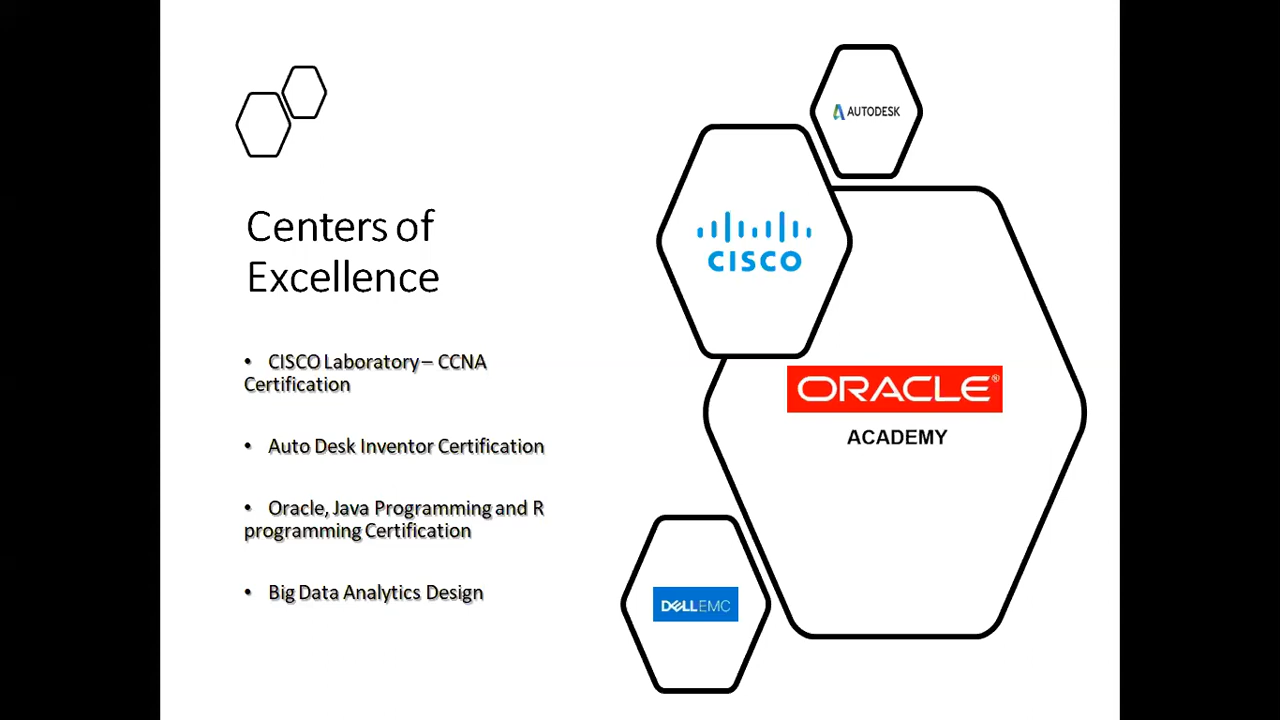 Centers of
Excellence
• CISCO Laboratory – CCNA
Certification
• Auto Desk Inventor Certification
• Oracle, Java Programming and R
programming Certification
• Big Data Analytics Design
AUTODESK
CISCO
ORACLE®
ACADEMY
DELLEMC